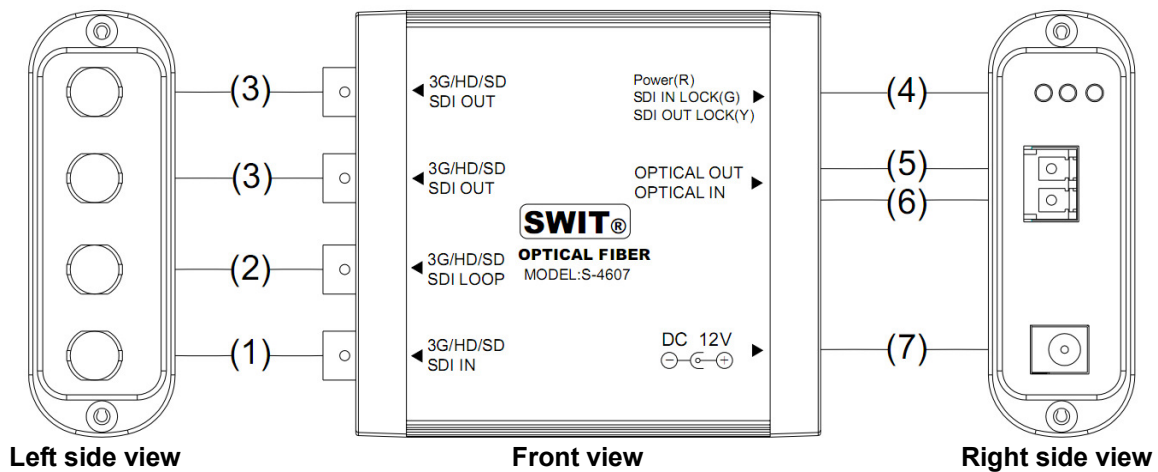 (3)
3G/HD/SD
SDI OUT
Power(R)
SDI IN LOCK(G)
SDI OUT LOCK(Y)
(4)
(3)
3G/HD/SD
SDI OUT
OPTICAL OUT
OPTICAL IN
(5)
(6)
SWIT®
OPTICAL FIBER
MODEL:S-4607
(2)
3G/HD/SD
SDI LOOP
(1)
3G/HD/SD
SDI IN
DC 12V
(7)
Left side view
Front view
Right side view